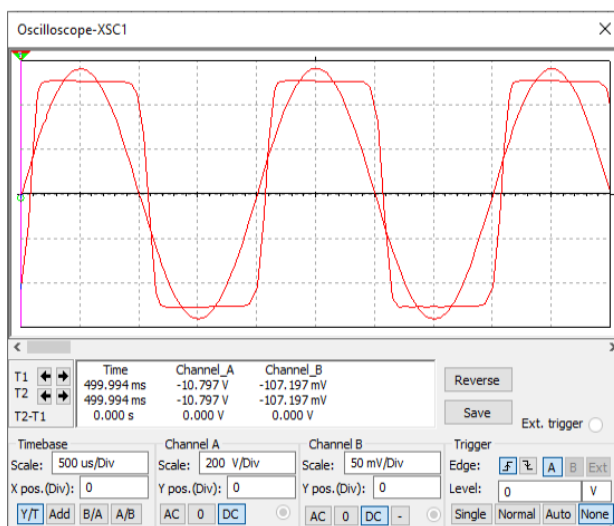 Oscilloscope-XSC1
Time Channel_A Channel_B
T1 499.994 ms -10.797 V -107.197 mV
T2 499.994 ms -10.797 V -107.197 mV
T2-T1 0.000 s 0.000 V 0.000 V
Reverse
Save
Ext. trigger
Timebase
Scale: 500 us/Div
X pos.(Div): 0
Y/T Add B/A A/B
Channel A
Scale: 200 V/Div
Y pos.(Div): 0
AC 0 DC
Channel B
Scale: 50 mV/Div
Y pos.(Div): 0
AC 0 DC -
Trigger
Edge: A B Ext
Level: 0 V
Single Normal Auto None